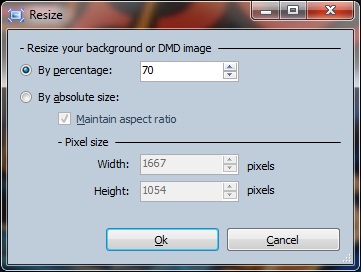 Resize
Resize your background or DMD image
By percentage: 70
By absolute size:
Maintain aspect ratio
Pixel size
Width: 1667 pixels
Height: 1054 pixels
Ok Cancel